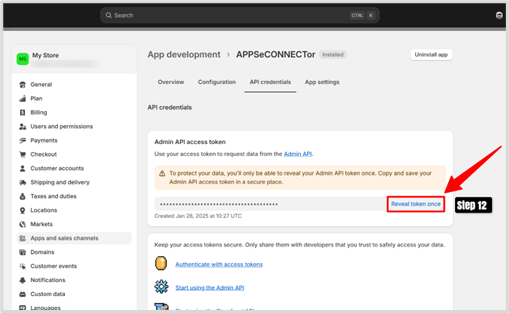 Search
CTRL K
MS
My Store
General
Plan
Billing
Users and permissions
Payments
Checkout
Customer accounts
Shipping and delivery
Taxes and duties
Locations
Markets
Apps and sales channels
Domains
Customer events
Notifications
Custom data
Languages
App development > APPSeCONNECTor Installed
Uninstall app
Overview Configuration API credentials App settings
API credentials
Admin API access token
Use your access token to request data from the Admin API.
To protect your data, you'll only be able to reveal your Admin API token once. Copy and save your
Admin API access token in a secure place.
Reveal token once
Step 12
Created Jan 28, 2025 at 10:27 UTC
Keep your access tokens secure. Only share them with developers that you trust to safely access your data.
Authenticate with access tokens
Start using the Admin API